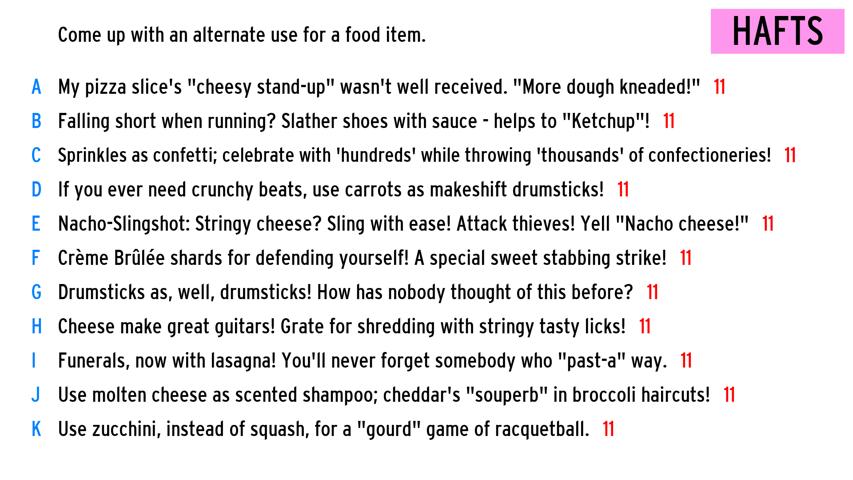 Come up with an alternate use for a food item.
HAFTS
A My pizza slice's "cheesy stand-up" wasn't well received. "More dough kneaded!" 11
B Falling short when running? Slather shoes with sauce - helps to "Ketchup"! 11
C Sprinkles as confetti; celebrate with 'hundreds' while throwing 'thousands' of confectioneries! 11
D If you ever need crunchy beats, use carrots as makeshift drumsticks! 11
E Nacho-Slingshot: Stringy cheese? Sling with ease! Attack thieves! Yell "Nacho cheese!" 11
F Crème Brûlée shards for defending yourself! A special sweet stabbing strike! 11
G Drumsticks as, well, drumsticks! How has nobody thought of this before? 11
H Cheese make great guitars! Grate for shredding with stringy tasty licks! 11
I Funerals, now with lasagna! You'll never forget somebody who "past-a" way. 11
J Use molten cheese as scented shampoo; cheddar's "souperb" in broccoli haircuts! 11
K Use zucchini, instead of squash, for a "gourd" game of racquetball. 11